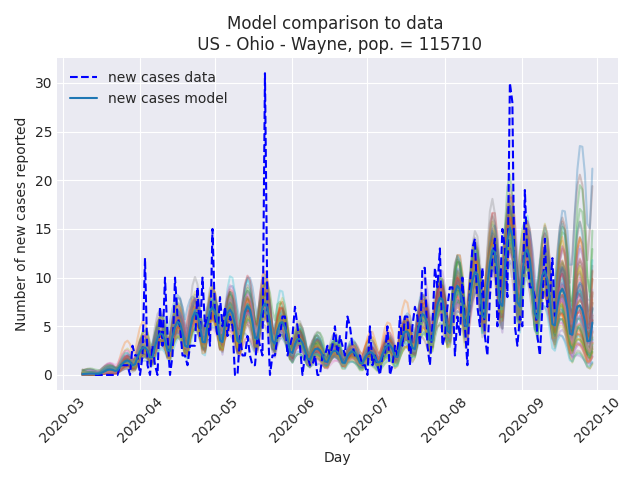 Model comparison to data
US - Ohio - Wayne, pop. = 115710
new cases data
new cases model
Number of new cases reported
30
25
20
15
10
5
0
2020-03
2020-04
2020-05
2020-06
2020-07
2020-08
2020-09
2020-10
Day